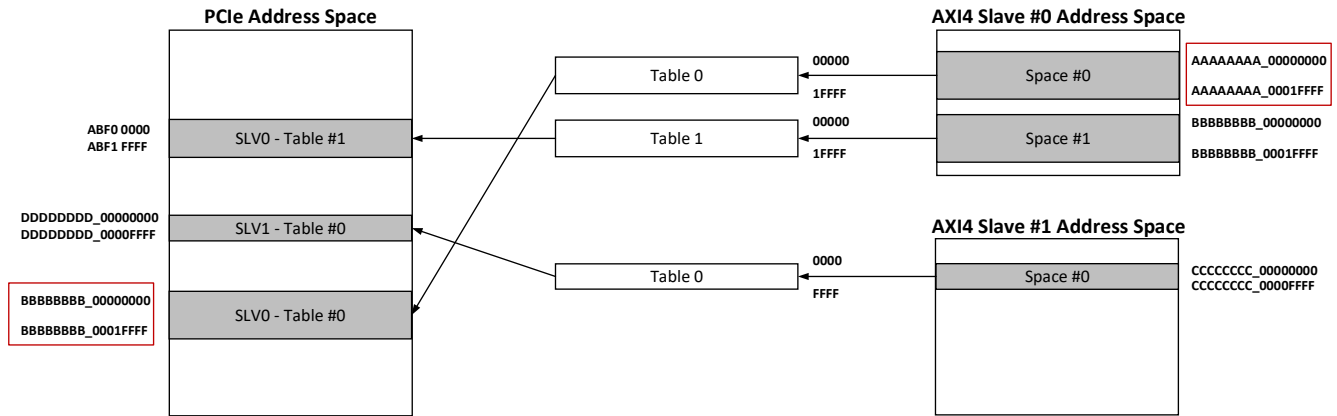 PCIe Address Space
ABF0 0000
ABF1 FFFF
SLV0 - Table #1
DDDDDDDD_00000000
DDDDDDDD_0000FFFF
SLV1 - Table #0
BBBBBBBB_00000000
BBBBBBBB_0001FFFF
SLV0 - Table #0
Table 0
00000
1FFFF
Table 1
00000
1FFFF
Table 0
0000
FFFF
AXI4 Slave #0 Address Space
Space #0
AAAAAAAA_00000000
AAAAAAAA_0001FFFF
Space #1
BBBBBBBB_00000000
BBBBBBBB_0001FFFF
AXI4 Slave #1 Address Space
Space #0
CCCCCCCC_00000000
CCCCCCCC_0000FFFF